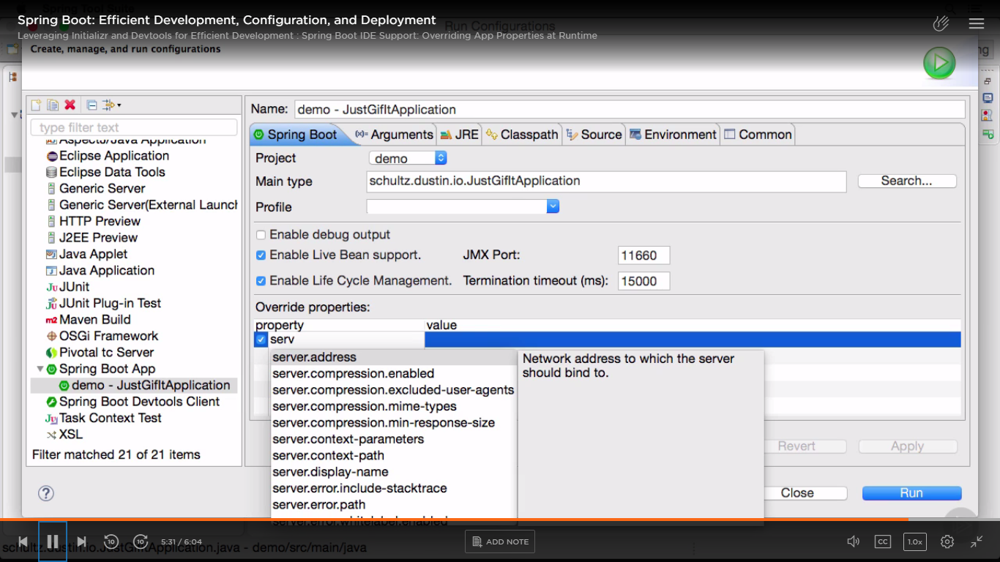 Spring Tool Suite
Spring Boot: Efficient Development, Configuration, and Deployment
Run Configurations
Leveraging Initializr and Devtools for Efficient Development : Spring Boot IDE Support: Overriding App Properties at Runtime
Create, manage, and run configurations
ng
type filter text
AspectJ/Java Application
Eclipse Application
Eclipse Data Tools
Generic Server
Generic Server(External Launch
HTTP Preview
J2EE Preview
Java Applet
Java Application
JUnit
JUnit Plug-in Test
Maven Build
OSGi Framework
Pivotal tc Server
Spring Boot App
demo - JustGifItApplication
Spring Boot Devtools Client
Task Context Test
XSL
Filter matched 21 of 21 items
Name: demo - JustGifItApplication
Spring Boot Arguments JRE Classpath Source Environment Common
Project demo
Main type schultz.dustin.io.JustGifItApplication Search...
Profile
Enable debug output
Enable Live Bean support. JMX Port: 11660
Enable Life Cycle Management. Termination timeout (ms): 15000
Override properties:
property value
serv
server.address
server.compression.enabled
server.compression.excluded-user-agents
server.compression.mime-types
server.compression.min-response-size
server.context-parameters
server.context-path
server.display-name
server.error.include-stacktrace
server.error.path
server.error.whitelabel.enabled
Network address to which the server
should bind to.
Revert Apply
Close Run
10 10 5:31 / 6:04 ADD NOTE CC 1.0x
schultz.dustin.io.JustGifItApplication.java - demo/src/main/java